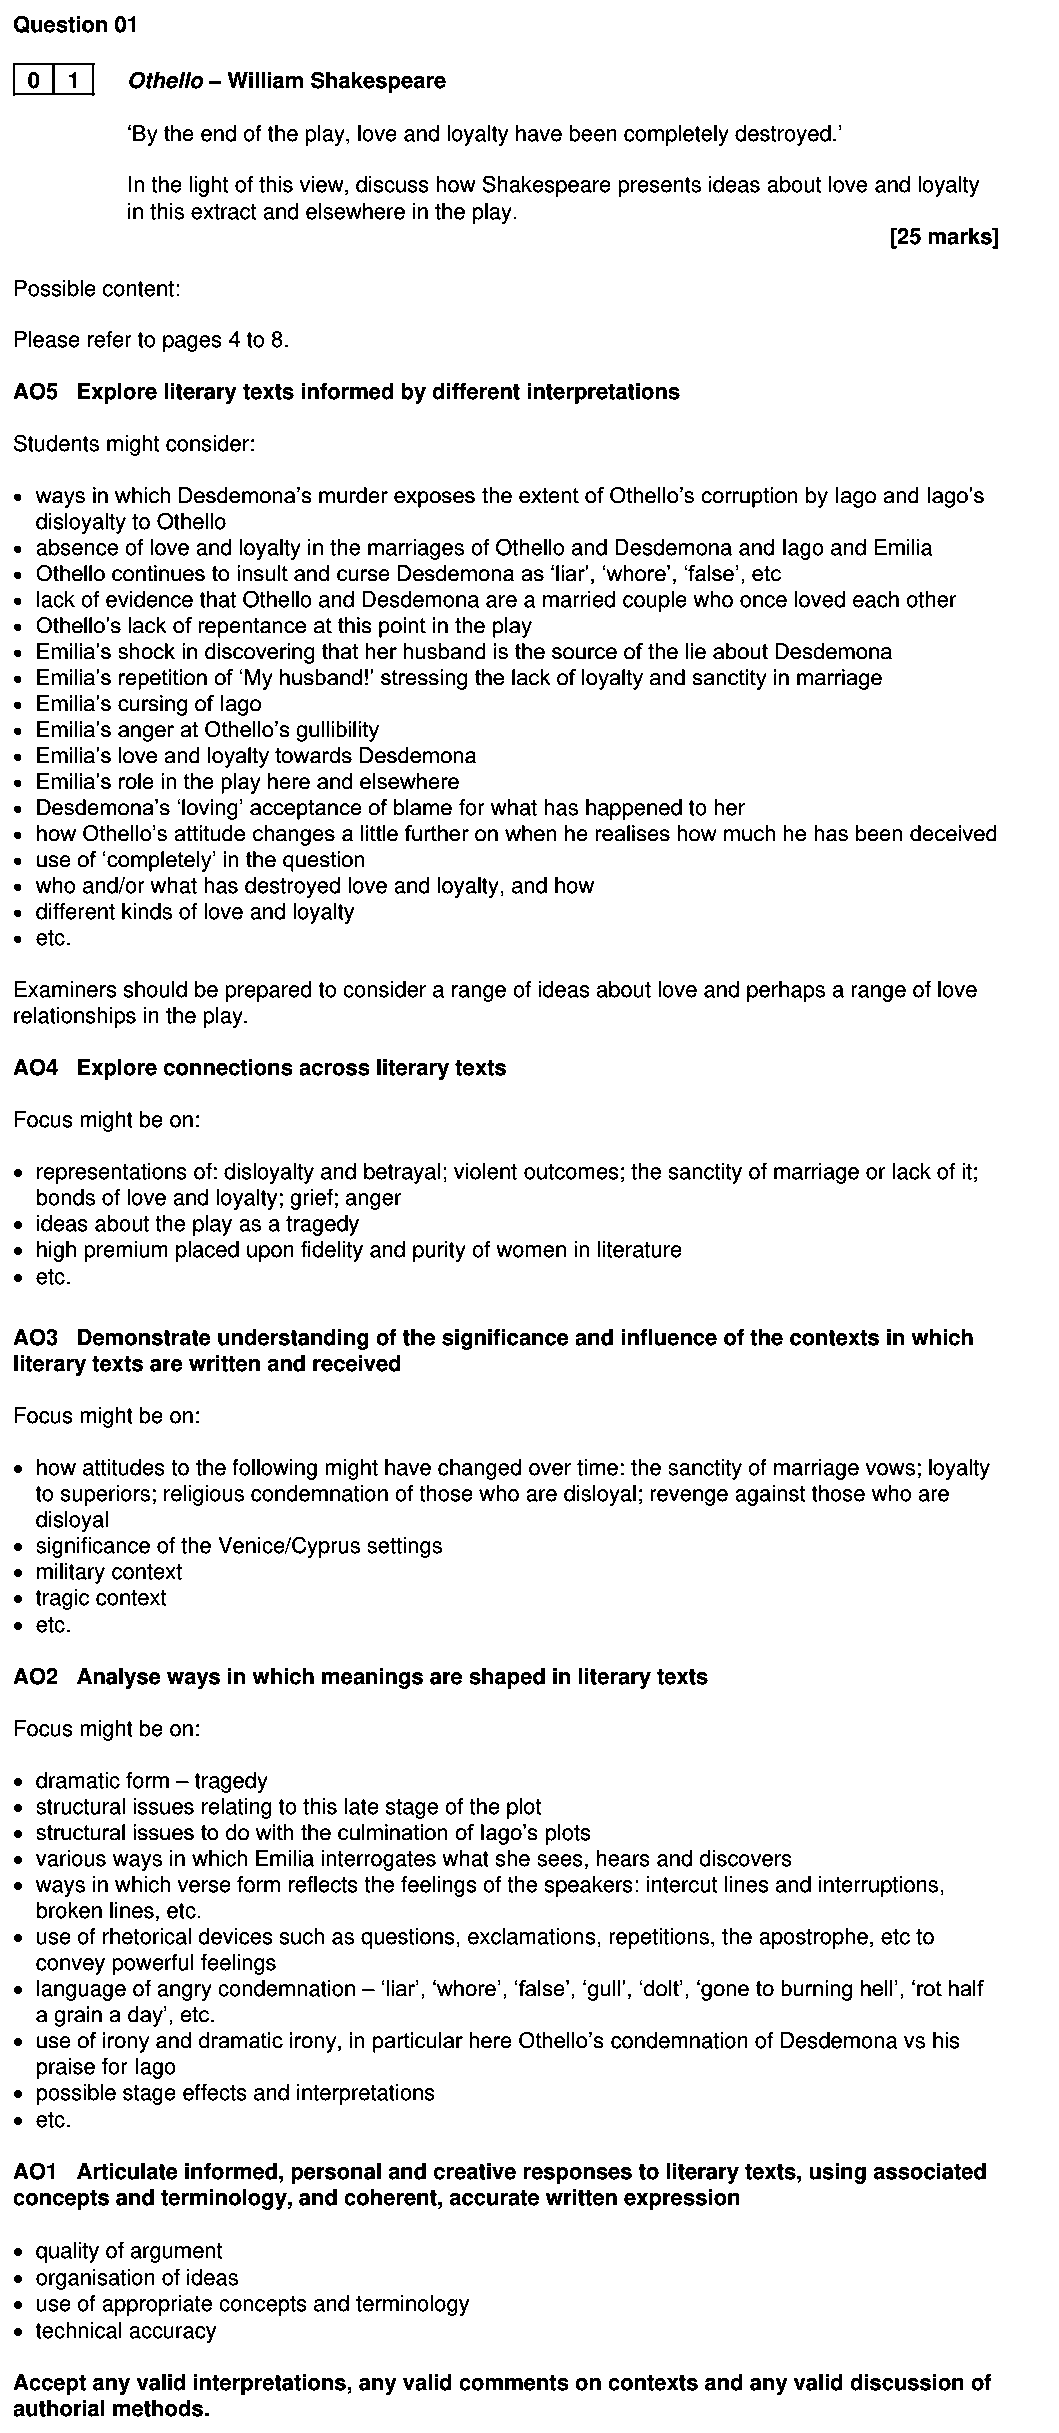 Question 01
0 1 Othello – William Shakespeare
‘By the end of the play, love and loyalty have been completely destroyed.’
In the light of this view, discuss how Shakespeare presents ideas about love and loyalty
in this extract and elsewhere in the play.
[25 marks]
Possible content:
Please refer to pages 4 to 8.
AO5 Explore literary texts informed by different interpretations
Students might consider:
• ways in which Desdemona’s murder exposes the extent of Othello’s corruption by Iago and Iago’s
disloyalty to Othello
• absence of love and loyalty in the marriages of Othello and Desdemona and Iago and Emilia
• Othello continues to insult and curse Desdemona as ‘liar’, ‘whore’, ‘false’, etc
• lack of evidence that Othello and Desdemona are a married couple who once loved each other
• Othello’s lack of repentance at this point in the play
• Emilia’s shock in discovering that her husband is the source of the lie about Desdemona
• Emilia’s repetition of ‘My husband!’ stressing the lack of loyalty and sanctity in marriage
• Emilia’s cursing of Iago
• Emilia’s anger at Othello’s gullibility
• Emilia’s love and loyalty towards Desdemona
• Emilia’s role in the play here and elsewhere
• Desdemona’s ‘loving’ acceptance of blame for what has happened to her
• how Othello’s attitude changes a little further on when he realises how much he has been deceived
• use of ‘completely’ in the question
• who and/or what has destroyed love and loyalty, and how
• different kinds of love and loyalty
• etc.
Examiners should be prepared to consider a range of ideas about love and perhaps a range of love
relationships in the play.
AO4 Explore connections across literary texts
Focus might be on:
• representations of: disloyalty and betrayal; violent outcomes; the sanctity of marriage or lack of it;
bonds of love and loyalty; grief; anger
• ideas about the play as a tragedy
• high premium placed upon fidelity and purity of women in literature
• etc.
AO3 Demonstrate understanding of the significance and influence of the contexts in which
literary texts are written and received
Focus might be on:
• how attitudes to the following might have changed over time: the sanctity of marriage vows; loyalty
to superiors; religious condemnation of those who are disloyal; revenge against those who are
disloyal
• significance of the Venice/Cyprus settings
• military context
• tragic context
• etc.
AO2 Analyse ways in which meanings are shaped in literary texts
Focus might be on:
• dramatic form – tragedy
• structural issues relating to this late stage of the plot
• structural issues to do with the culmination of Iago’s plots
• various ways in which Emilia interrogates what she sees, hears and discovers
• ways in which verse form reflects the feelings of the speakers: intercut lines and interruptions,
broken lines, etc.
• use of rhetorical devices such as questions, exclamations, repetitions, the apostrophe, etc to
convey powerful feelings
• language of angry condemnation – ‘liar’, ‘whore’, ‘false’, ‘gull’, ‘dolt’, ‘gone to burning hell’, ‘rot half
a grain a day’, etc.
• use of irony and dramatic irony, in particular here Othello’s condemnation of Desdemona vs his
praise for Iago
• possible stage effects and interpretations
• etc.
AO1 Articulate informed, personal and creative responses to literary texts, using associated
concepts and terminology, and coherent, accurate written expression
• quality of argument
• organisation of ideas
• use of appropriate concepts and terminology
• technical accuracy
Accept any valid interpretations, any valid comments on contexts and any valid discussion of
authorial methods.